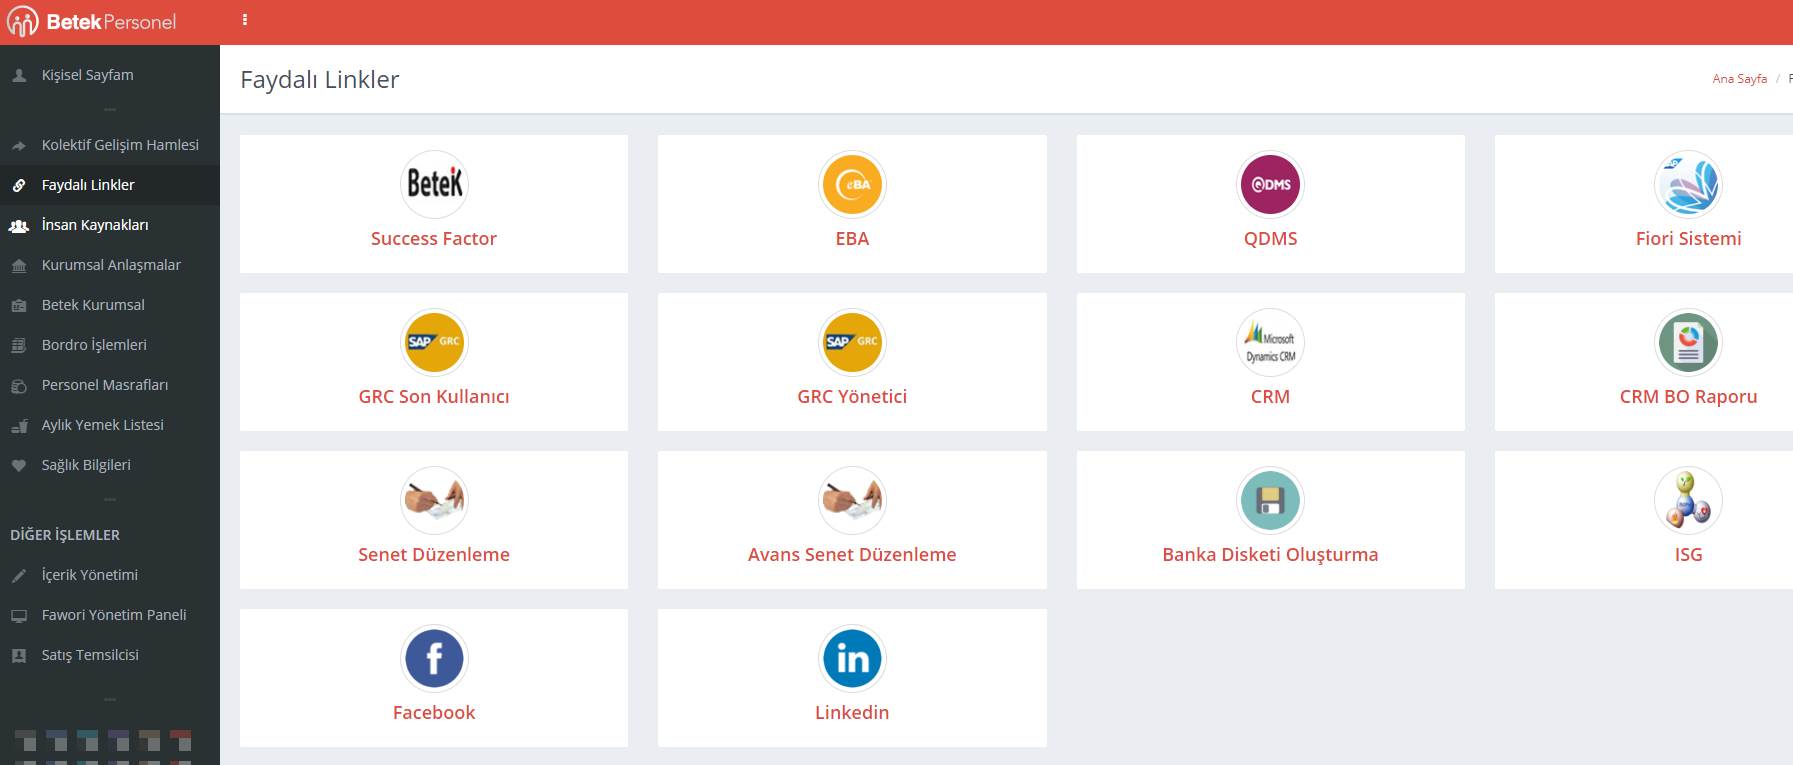 Betek Personel
Kişisel Sayfam
Kolektif Gelişim Hamlesi
Faydalı Linkler
İnsan Kaynakları
Kurumsal Anlaşmalar
Betek Kurumsal
Bordro İşlemleri
Personel Masrafları
Aylık Yemek Listesi
Sağlık Bilgileri
DİĞER İŞLEMLER
İçerik Yönetimi
Fawori Yönetim Paneli
Satış Temsilcisi
Faydalı Linkler
Ana Sayfa / F
Betek
Success Factor
eBA
EBA
QDMS
QDMS
SAP
Fiori Sistemi
SAP GRC
GRC Son Kullanıcı
SAP GRC
GRC Yönetici
Microsoft
Dynamics CRM
CRM
CRM BO Raporu
Senet Düzenleme
Avans Senet Düzenleme
Banka Disketi Oluşturma
ISG
f
Facebook
in
Linkedin